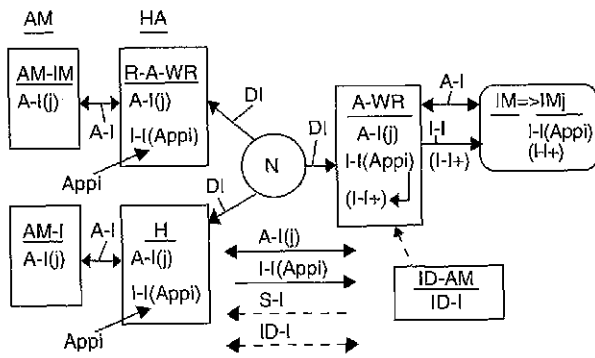 AM
HA
AM-IM
A-I(j)
A-I
R-A-WR
A-I(j)
I-I(Appi)
Appi
DI
N
DI
DI
A-WR
A-I(j)
I-I(Appi)
(I-I+)
A-I
I-I
(I-I+)
IM=>IMj
I-I(Appi)
(I-I+)
AM-I
A-I(j)
A-I
H
A-I(j)
I-I(Appi)
Appi
A-I(j)
I-I(Appi)
S-I
ID-I
ID-AM
ID-I